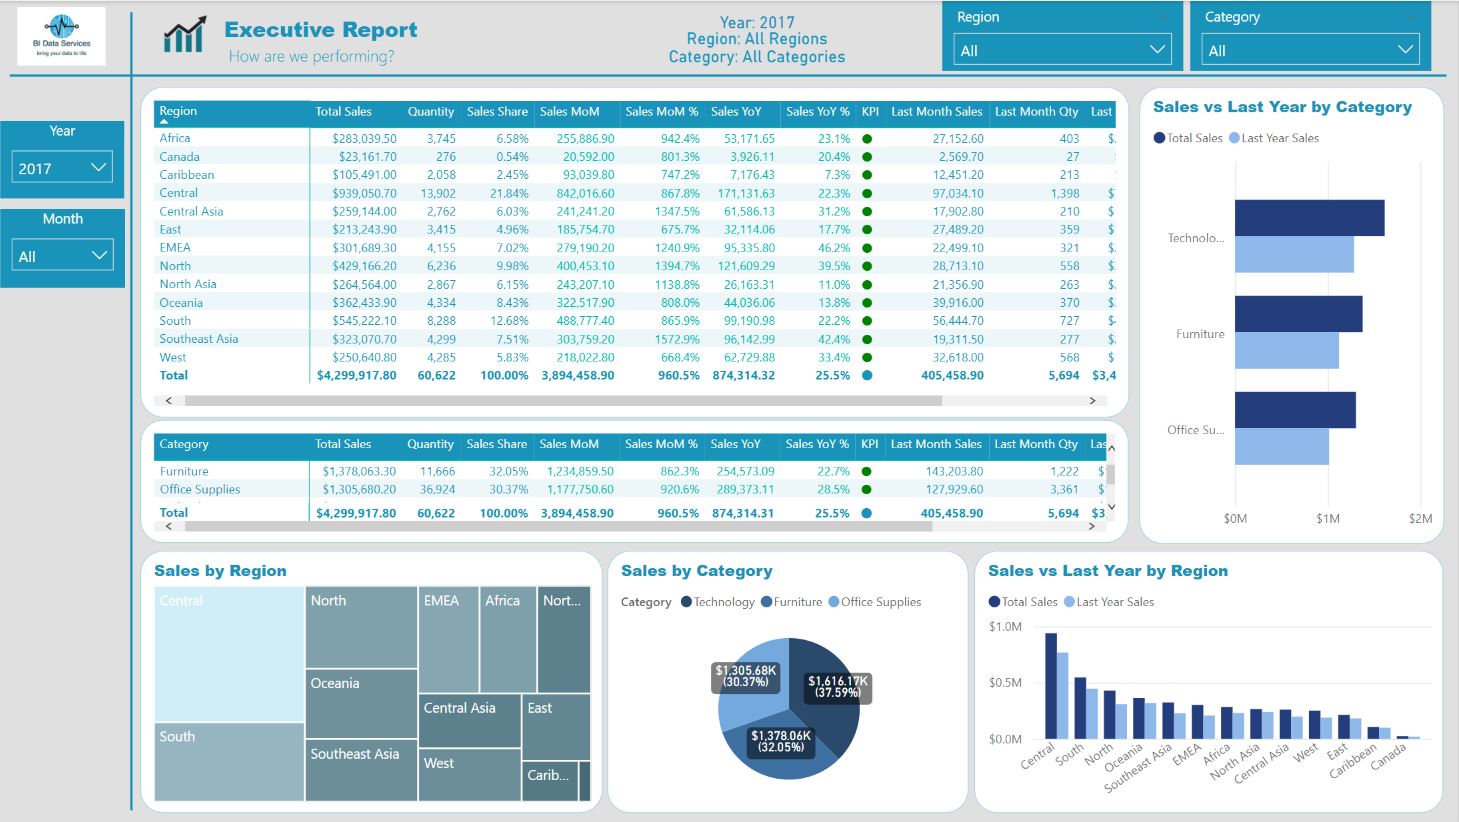 BI Data Services
bring your data to life
Executive Report
How are we performing?
Year: 2017
Region: All Regions
Category: All Categories
Region
All
Category
All
Year
2017
Month
All
Region Total Sales Quantity Sales Share Sales MoM Sales MoM % Sales YoY Sales YoY % KPI Last Month Sales Last Month Qty Last
Africa $283,039.50 3,745 6.58% 255,886.90 942.4% 53,171.65 23.1% 27,152.60 403 $
Canada $23,161.70 276 0.54% 20,592.00 801.3% 3,926.11 20.4% 2,569.70 27
Caribbean $105,491.00 2,058 2.45% 93,039.80 747.2% 7,176.43 7.3% 12,451.20 213
Central $939,050.70 13,902 21.84% 842,016.60 867.8% 171,131.63 22.3% 97,034.10 1,398 $
Central Asia $259,144.00 2,762 6.03% 241,241.20 1347.5% 61,586.13 31.2% 17,902.80 210 $
East $213,243.90 3,415 4.96% 185,754.70 675.7% 32,114.06 17.7% 27,489.20 359 $
EMEA $301,689.30 4,155 7.02% 279,190.20 1240.9% 95,335.80 46.2% 22,499.10 321 $
North $429,166.20 6,236 9.98% 400,453.10 1394.7% 121,609.29 39.5% 28,713.10 558 $
North Asia $264,564.00 2,867 6.15% 243,207.10 1138.8% 26,163.31 11.0% 21,356.90 263 $
Oceania $362,433.90 4,334 8.43% 322,517.90 808.0% 44,036.06 13.8% 39,916.00 370 $
South $545,222.10 8,288 12.68% 488,777.40 865.9% 99,190.98 22.2% 56,444.70 727 $
Southeast Asia $323,070.70 4,299 7.51% 303,759.20 1572.9% 96,142.99 42.4% 19,311.50 277 $
West $250,640.80 4,285 5.83% 218,022.80 668.4% 62,729.88 33.4% 32,618.00 568 $
Total $4,299,917.80 60,622 100.00% 3,894,458.90 960.5% 874,314.32 25.5% 405,458.90 5,694 $3,4
Category Total Sales Quantity Sales Share Sales MoM Sales MoM % Sales YoY Sales YoY % KPI Last Month Sales Last Month Qty Las
Furniture $1,378,063.30 11,666 32.05% 1,234,859.50 862.3% 254,573.09 22.7% 143,203.80 1,222 $
Office Supplies $1,305,680.20 36,924 30.37% 1,177,750.60 920.6% 289,373.11 28.5% 127,929.60 3,361 $
Total $4,299,917.80 60,622 100.00% 3,894,458.90 960.5% 874,314.31 25.5% 405,458.90 5,694 $3
Sales vs Last Year by Category
Total Sales Last Year Sales
Technolo...
Furniture
Office Su...
$0M $1M $2M
Sales by Region
Central
South
North
Oceania
Southeast Asia
EMEA
Africa
Nort...
Central Asia
East
West
Carib...
Sales by Category
Category Technology Furniture Office Supplies
$1,305.68K
(30.37%)
$1,616.17K
(37.59%)
$1,378.06K
(32.05%)
Sales vs Last Year by Region
Total Sales Last Year Sales
$1.0M
$0.5M
$0.0M
Central South North Oceania Southeast Asia EMEA Africa North Asia Central Asia West East Caribbean Canada